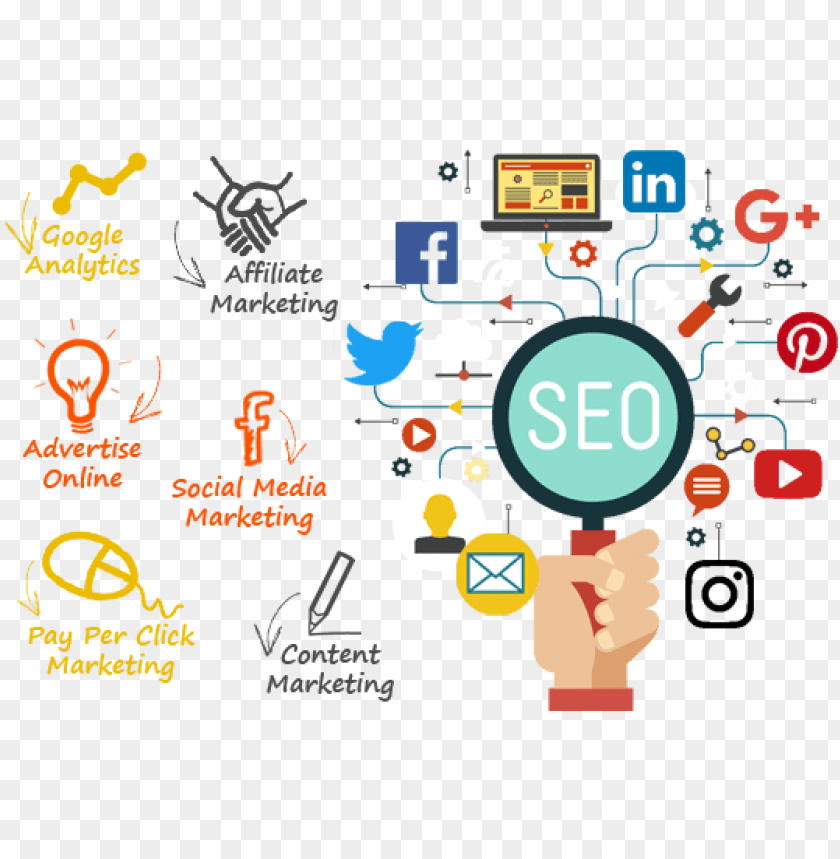 Google
Analytics
Affiliate
Marketing
Advertise
Online
Social Media
Marketing
Pay Per Click
Marketing
Content
Marketing
in
G+
SEO